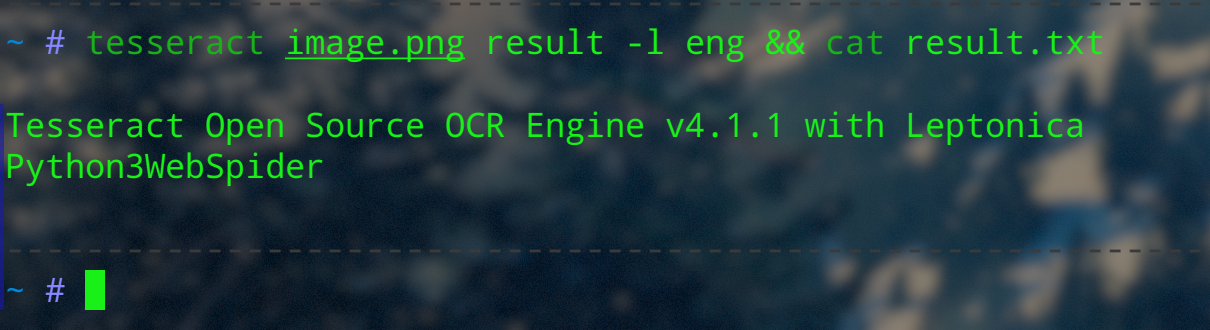 ~ # tesseract image.png result -l eng && cat result.txt
Tesseract Open Source OCR Engine v4.1.1 with Leptonica
Python3WebSpider
~ #